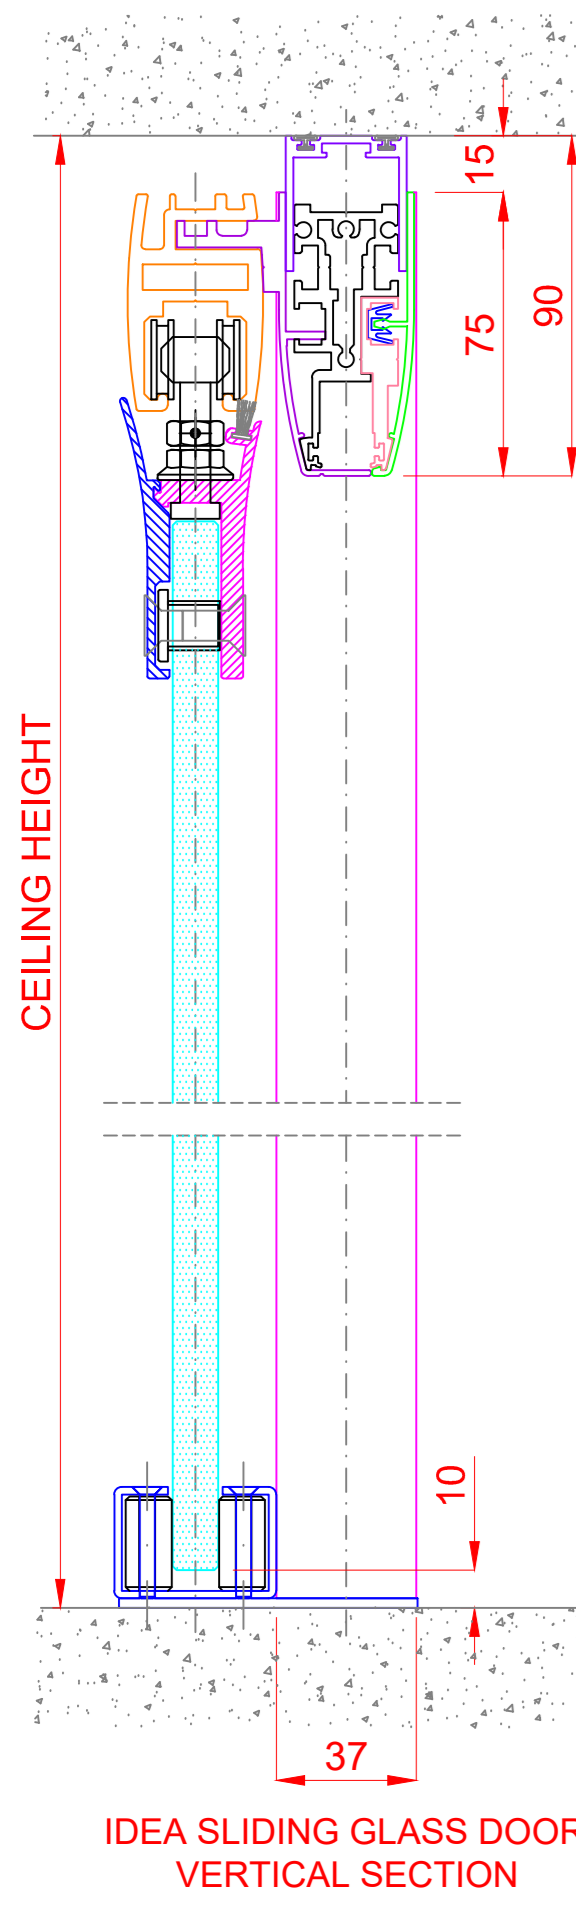 15
75
90
CEILING HEIGHT
10
37
IDEA SLIDING GLASS DOOR
VERTICAL SECTION